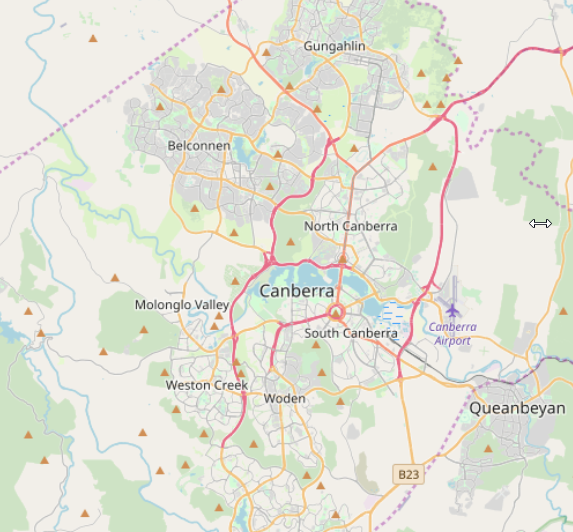 Gungahlin
Belconnen
North Canberra
Canberra
Molonglo Valley
South Canberra
Canberra
Airport
Weston Creek
Woden
Queanbeyan
B23